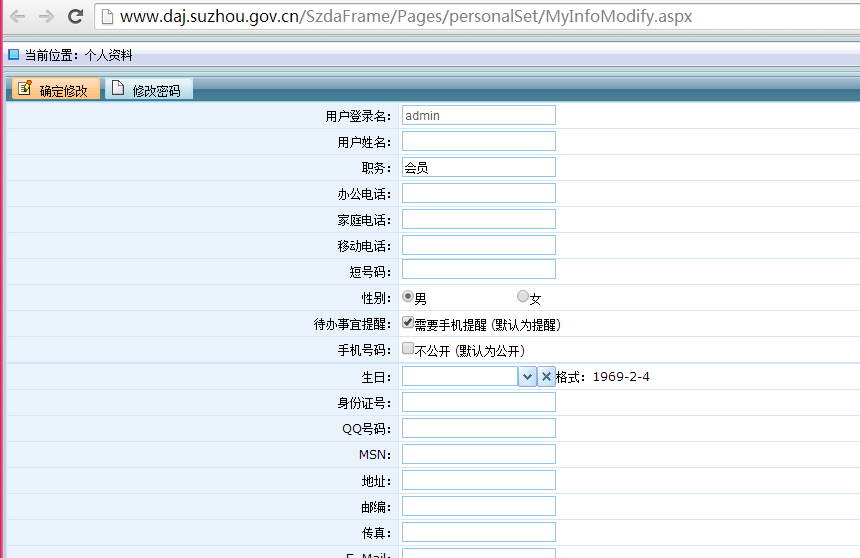 www.daj.suzhou.gov.cn/SzdaFrame/Pages/personalSet/MyInfoModify.aspx
当前位置：个人资料
确定修改 修改密码
用户登录名： admin
用户姓名：
职务： 会员
办公电话：
家庭电话：
移动电话：
短号码：
性别： 男 女
待办事宜提醒： 需要手机提醒 (默认为提醒)
手机号码： 不公开 (默认为公开)
生日： 格式：1969-2-4
身份证号：
QQ号码：
MSN：
地址：
邮编：
传真：
E-Mail：